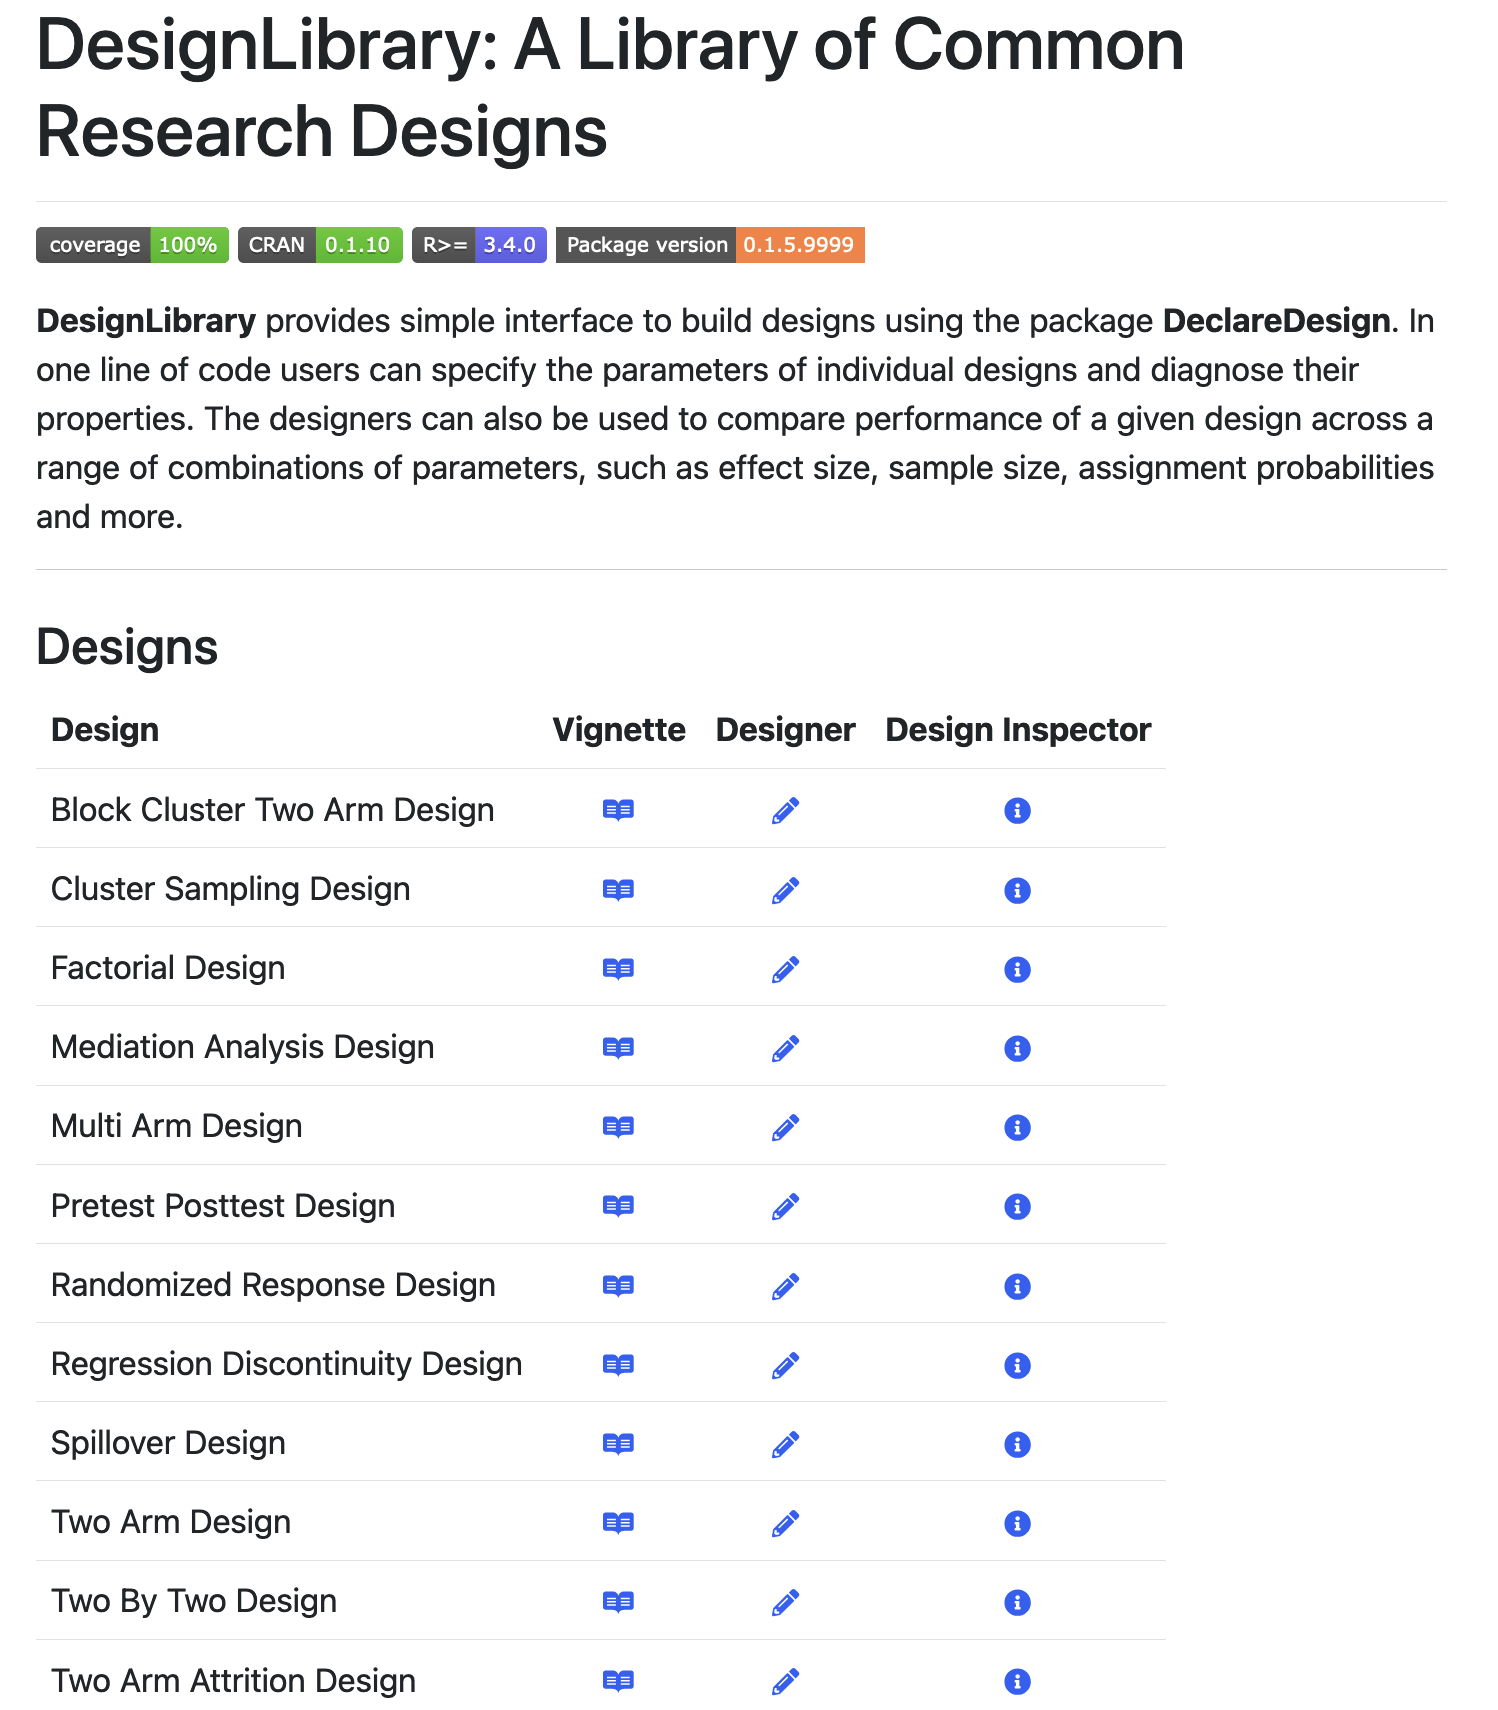 DesignLibrary: A Library of Common
Research Designs
coverage 100% CRAN 0.1.10 R>= 3.4.0 Package version 0.1.5.9999
DesignLibrary provides simple interface to build designs using the package DeclareDesign. In
one line of code users can specify the parameters of individual designs and diagnose their
properties. The designers can also be used to compare performance of a given design across a
range of combinations of parameters, such as effect size, sample size, assignment probabilities
and more.
Designs
Design Vignette Designer Design Inspector
Block Cluster Two Arm Design
Cluster Sampling Design
Factorial Design
Mediation Analysis Design
Multi Arm Design
Pretest Posttest Design
Randomized Response Design
Regression Discontinuity Design
Spillover Design
Two Arm Design
Two By Two Design
Two Arm Attrition Design